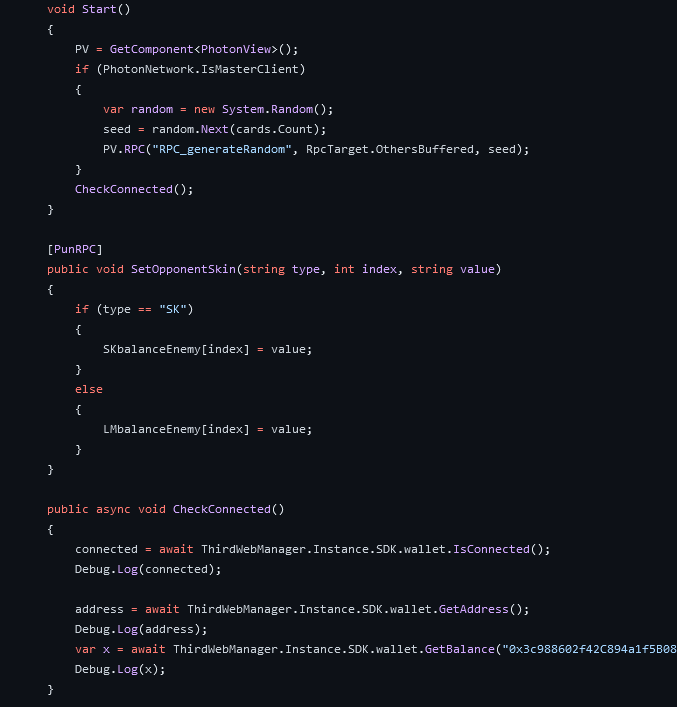 void Start()
{
PV = GetComponent<PhotonView>();
if (PhotonNetwork.IsMasterClient)
{
var random = new System.Random();
seed = random.Next(cards.Count);
PV.RPC("RPC_generateRandom", RpcTarget.OthersBuffered, seed);
}
CheckConnected();
}
[PunRPC]
public void SetOpponentSkin(string type, int index, string value)
{
if (type == "SK")
{
SKbalanceEnemy[index] = value;
}
else
{
LMbalanceEnemy[index] = value;
}
}
public async void CheckConnected()
{
connected = await ThirdWebManager.Instance.SDK.wallet.IsConnected();
Debug.Log(connected);
address = await ThirdWebManager.Instance.SDK.wallet.GetAddress();
Debug.Log(address);
var x = await ThirdWebManager.Instance.SDK.wallet.GetBalance("0x3c988602f42C894a1f5B08
Debug.Log(x);
}